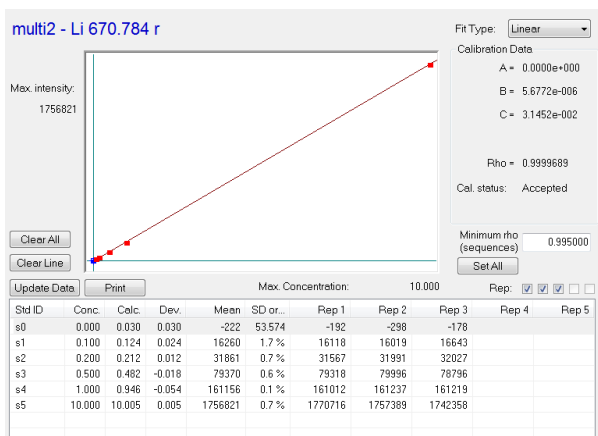 multi2 - Li 670.784 r
Fit Type: Linear
Calibration Data
A = 0.0000e+000
Max. intensity:
B = 5.6772e-006
1756821
C = 3.1452e-002
Rho = 0.9999689
Cal. status: Accepted
Clear All
Minimum rho (sequences) 0.995000
Clear Line
Set All
Update Data Print Max. Concentration: 10.000 Rep:
Std ID Conc. Calc. Dev. Mean SD or... Rep 1 Rep 2 Rep 3 Rep 4 Rep 5
s0 0.000 0.030 0.030 -222 53.574 -192 -298 -178
s1 0.100 0.124 0.024 16260 1.7 % 16118 16019 16643
s2 0.200 0.212 0.012 31861 0.7 % 31567 31991 32027
s3 0.500 0.482 -0.018 79370 0.6 % 79318 79996 78796
s4 1.000 0.946 -0.054 161156 0.1 % 161012 161237 161219
s5 10.000 10.005 0.005 1756821 0.7 % 1770716 1757389 1742358